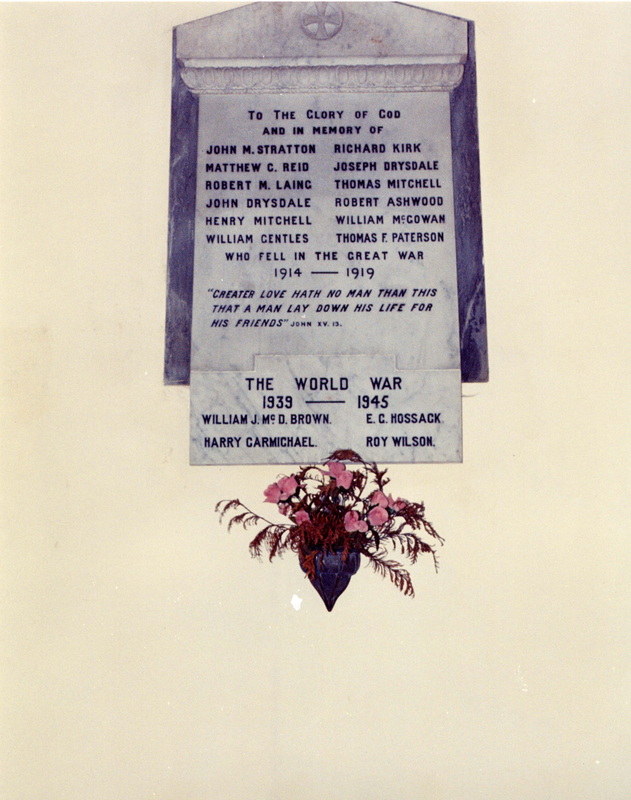 TO THE GLORY OF GOD
AND IN MEMORY OF
JOHN M. STRATTON RICHARD KIRK
MATTHEW C. REID JOSEPH DRYSDALE
ROBERT M. LAING THOMAS MITCHELL
JOHN DRYSDALE ROBERT ASHWOOD
HENRY MITCHELL WILLIAM McGOWAN
WILLIAM GENTLES THOMAS F. PATERSON
WHO FELL IN THE GREAT WAR
1914 — 1919
"GREATER LOVE HATH NO MAN THAN THIS
THAT A MAN LAY DOWN HIS LIFE FOR
HIS FRIENDS" JOHN XV. 13.
THE WORLD WAR
1939 — 1945
WILLIAM J. McD. BROWN. E. C. HOSSACK.
HARRY CARMICHAEL. ROY WILSON.